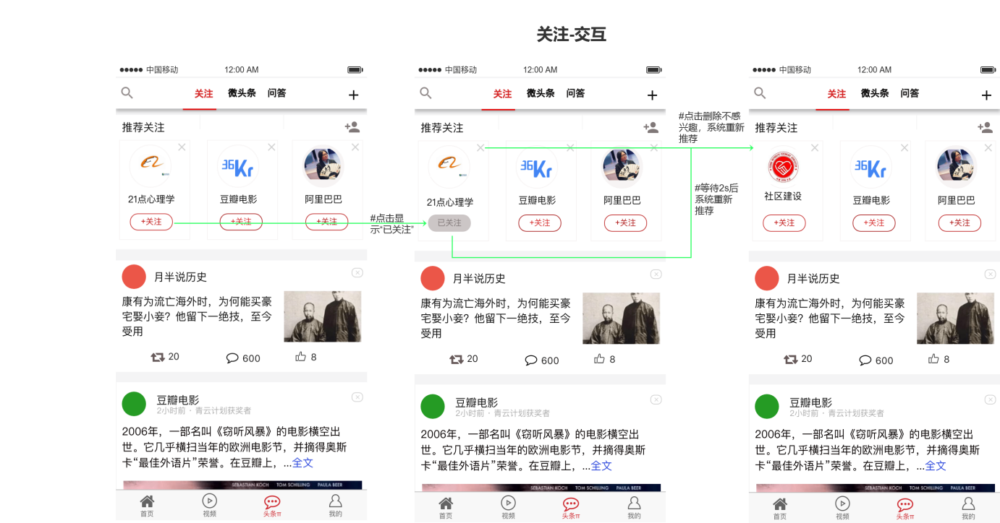 关注-交互
中国移动
12:00 AM
关注
微头条
问答
推荐关注
21点心理学
36Kr
豆瓣电影
阿里巴巴
+关注
+关注
+关注
月半说历史
康有为流亡海外时，为何能买豪
宅娶小妾？他留下一绝技，至今
受用
20
600
8
豆瓣电影
2小时前 · 青云计划获奖者
2006年，一部名叫《窃听风暴》的电影横空出
世。它几乎横扫当年的欧洲电影节，并摘得奥斯
卡“最佳外语片”荣誉。在豆瓣上，...全文
SEBASTIAN KOCH TOM SCHILLING PAULA BEER
首页
视频
头条π
我的
#点击显
示“已关注”
中国移动
12:00 AM
关注
微头条
问答
推荐关注
21点心理学
36Kr
豆瓣电影
阿里巴巴
已关注
+关注
+关注
月半说历史
康有为流亡海外时，为何能买豪
宅娶小妾？他留下一绝技，至今
受用
20
600
8
豆瓣电影
2小时前 · 青云计划获奖者
2006年，一部名叫《窃听风暴》的电影横空出
世。它几乎横扫当年的欧洲电影节，并摘得奥斯
卡“最佳外语片”荣誉。在豆瓣上，...全文
SEBASTIAN KOCH TOM SCHILLING PAULA BEER
首页
视频
头条π
我的
#点击删除不感
兴趣，系统重新
推荐
#等待2s后
系统重新
推荐
中国移动
12:00 AM
关注
微头条
问答
推荐关注
社区建设
36Kr
豆瓣电影
阿里巴巴
+关注
+关注
+关注
月半说历史
康有为流亡海外时，为何能买豪
宅娶小妾？他留下一绝技，至今
受用
20
600
8
豆瓣电影
2小时前 · 青云计划获奖者
2006年，一部名叫《窃听风暴》的电影横空出
世。它几乎横扫当年的欧洲电影节，并摘得奥斯
卡“最佳外语片”荣誉。在豆瓣上，...全文
SEBASTIAN KOCH TOM SCHILLING PAULA BEER
首页
视频
头条π
我的